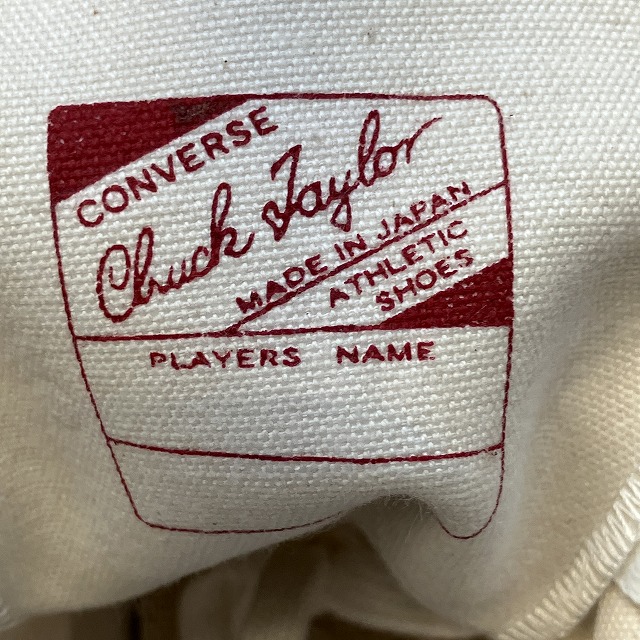 CONVERSE
Chuck Taylor
MADE IN JAPAN
ATHLETIC
SHOES
PLAYERS NAME